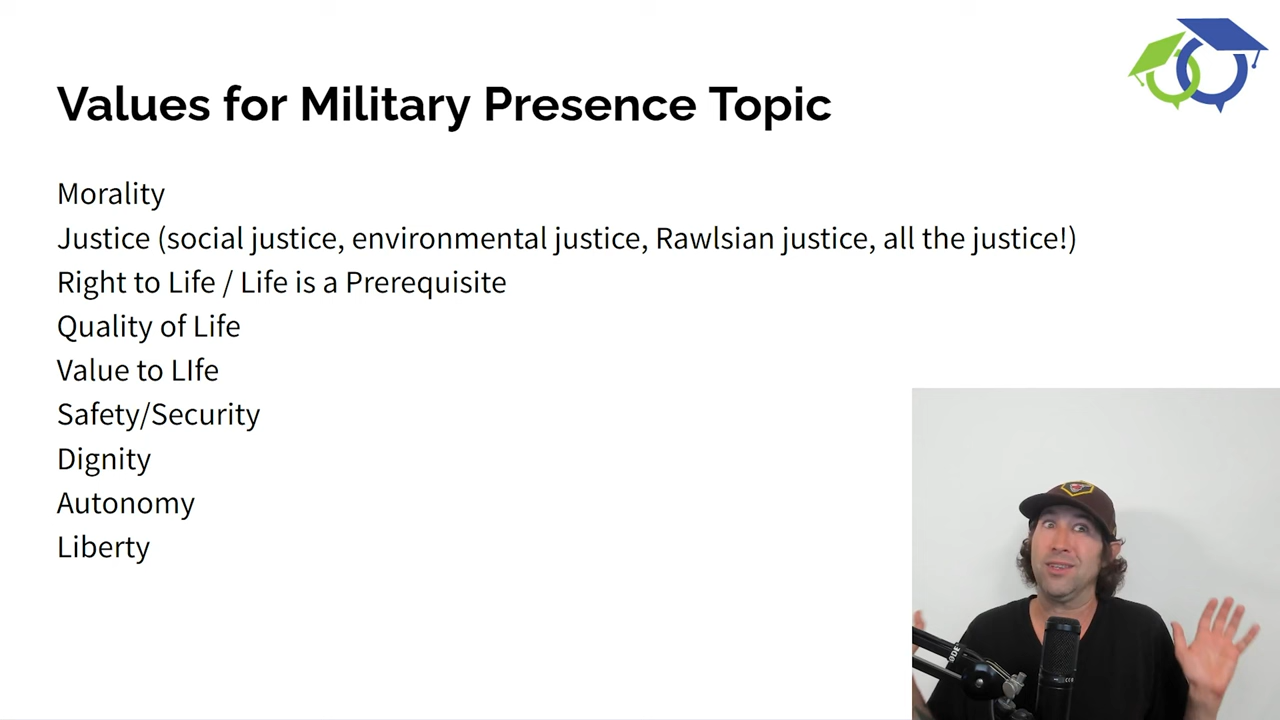 Values for Military Presence Topic
Morality
Justice (social justice, environmental justice, Rawlsian justice, all the justice!)
Right to Life / Life is a Prerequisite
Quality of Life
Value to LIfe
Safety/Security
Dignity
Autonomy
Liberty